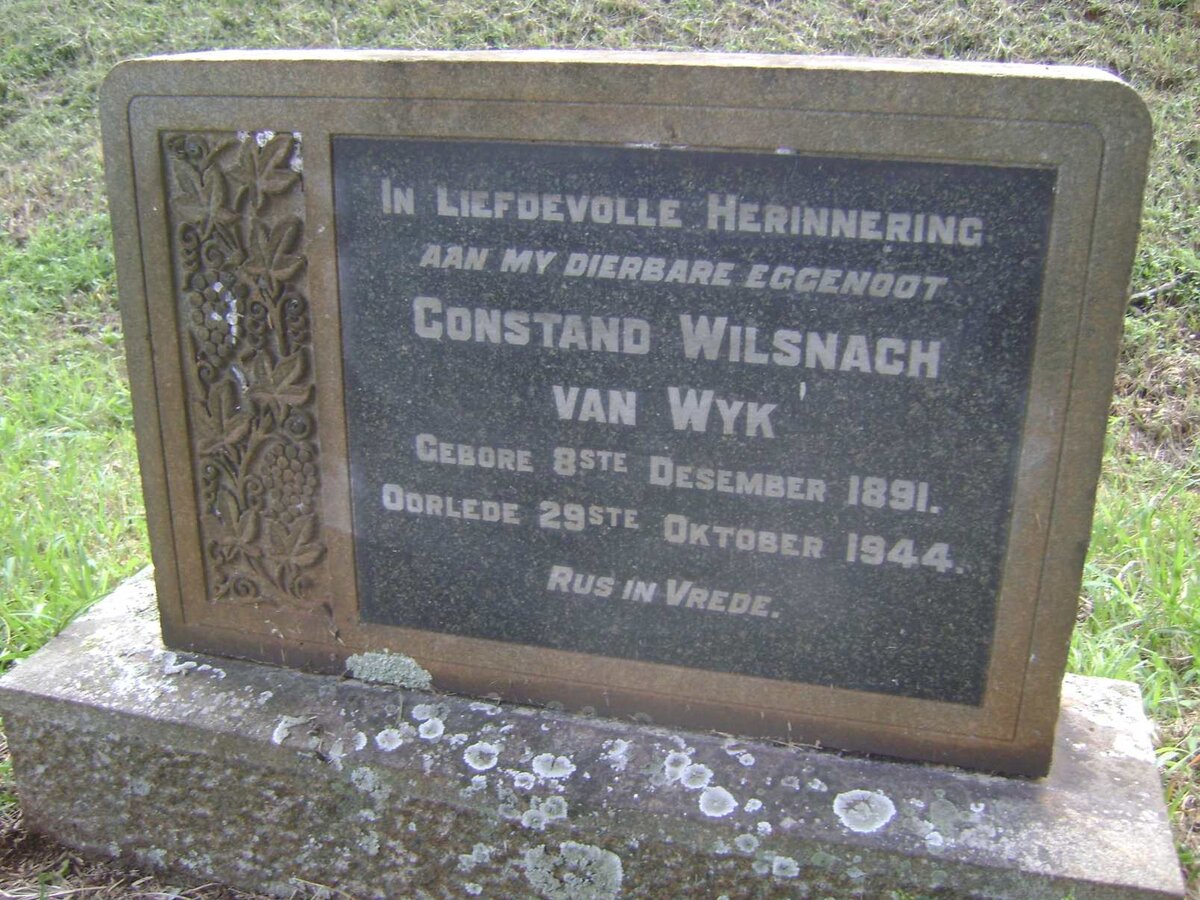 IN LIEFDEVOLLE HERINNERING
AAN MY DIERBARE EGGENOOT
CONSTAND WILSNACH
VAN WYK
GEBORE 8STE DESEMBER 1891.
OORLEDE 29STE OKTOBER 1944.
RUS IN VREDE.